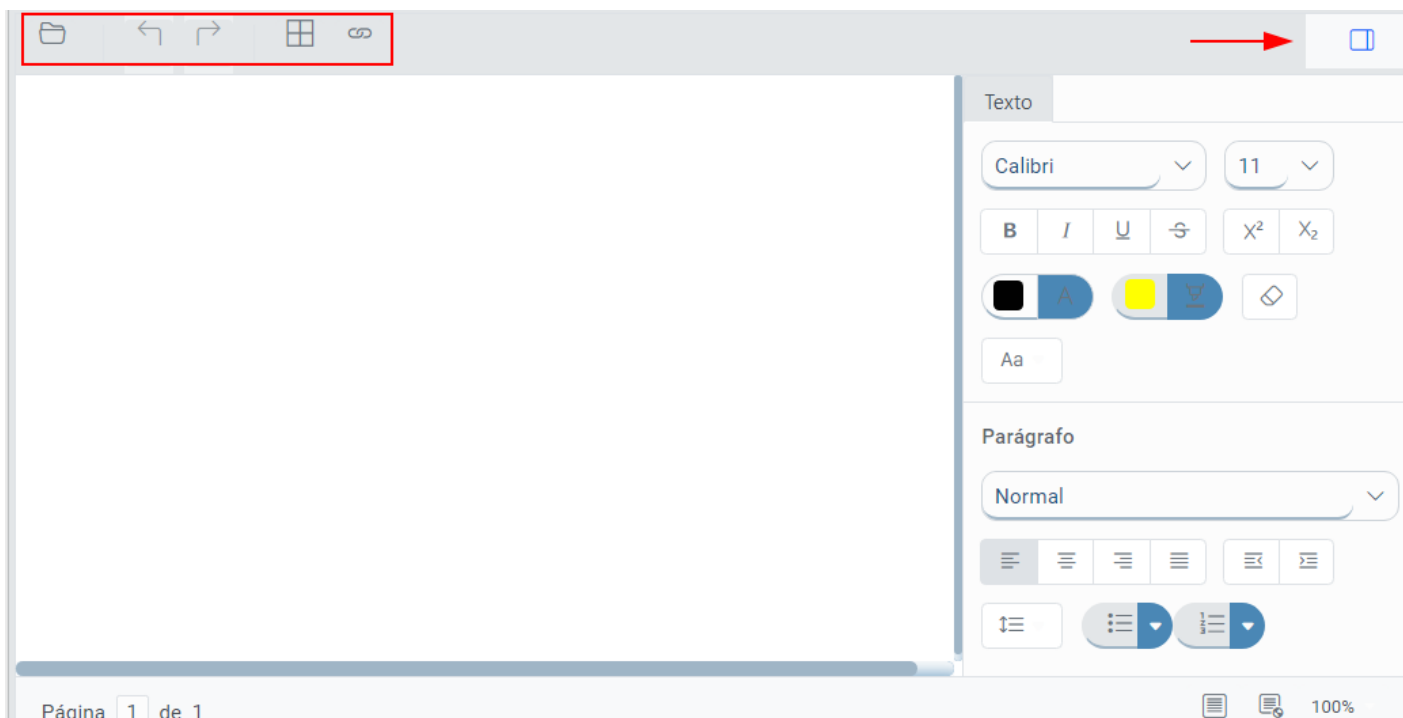 Texto
Calibri 11
B I U S X² X₂
A
Aa
Parágrafo
Normal
Página 1 de 1
100%